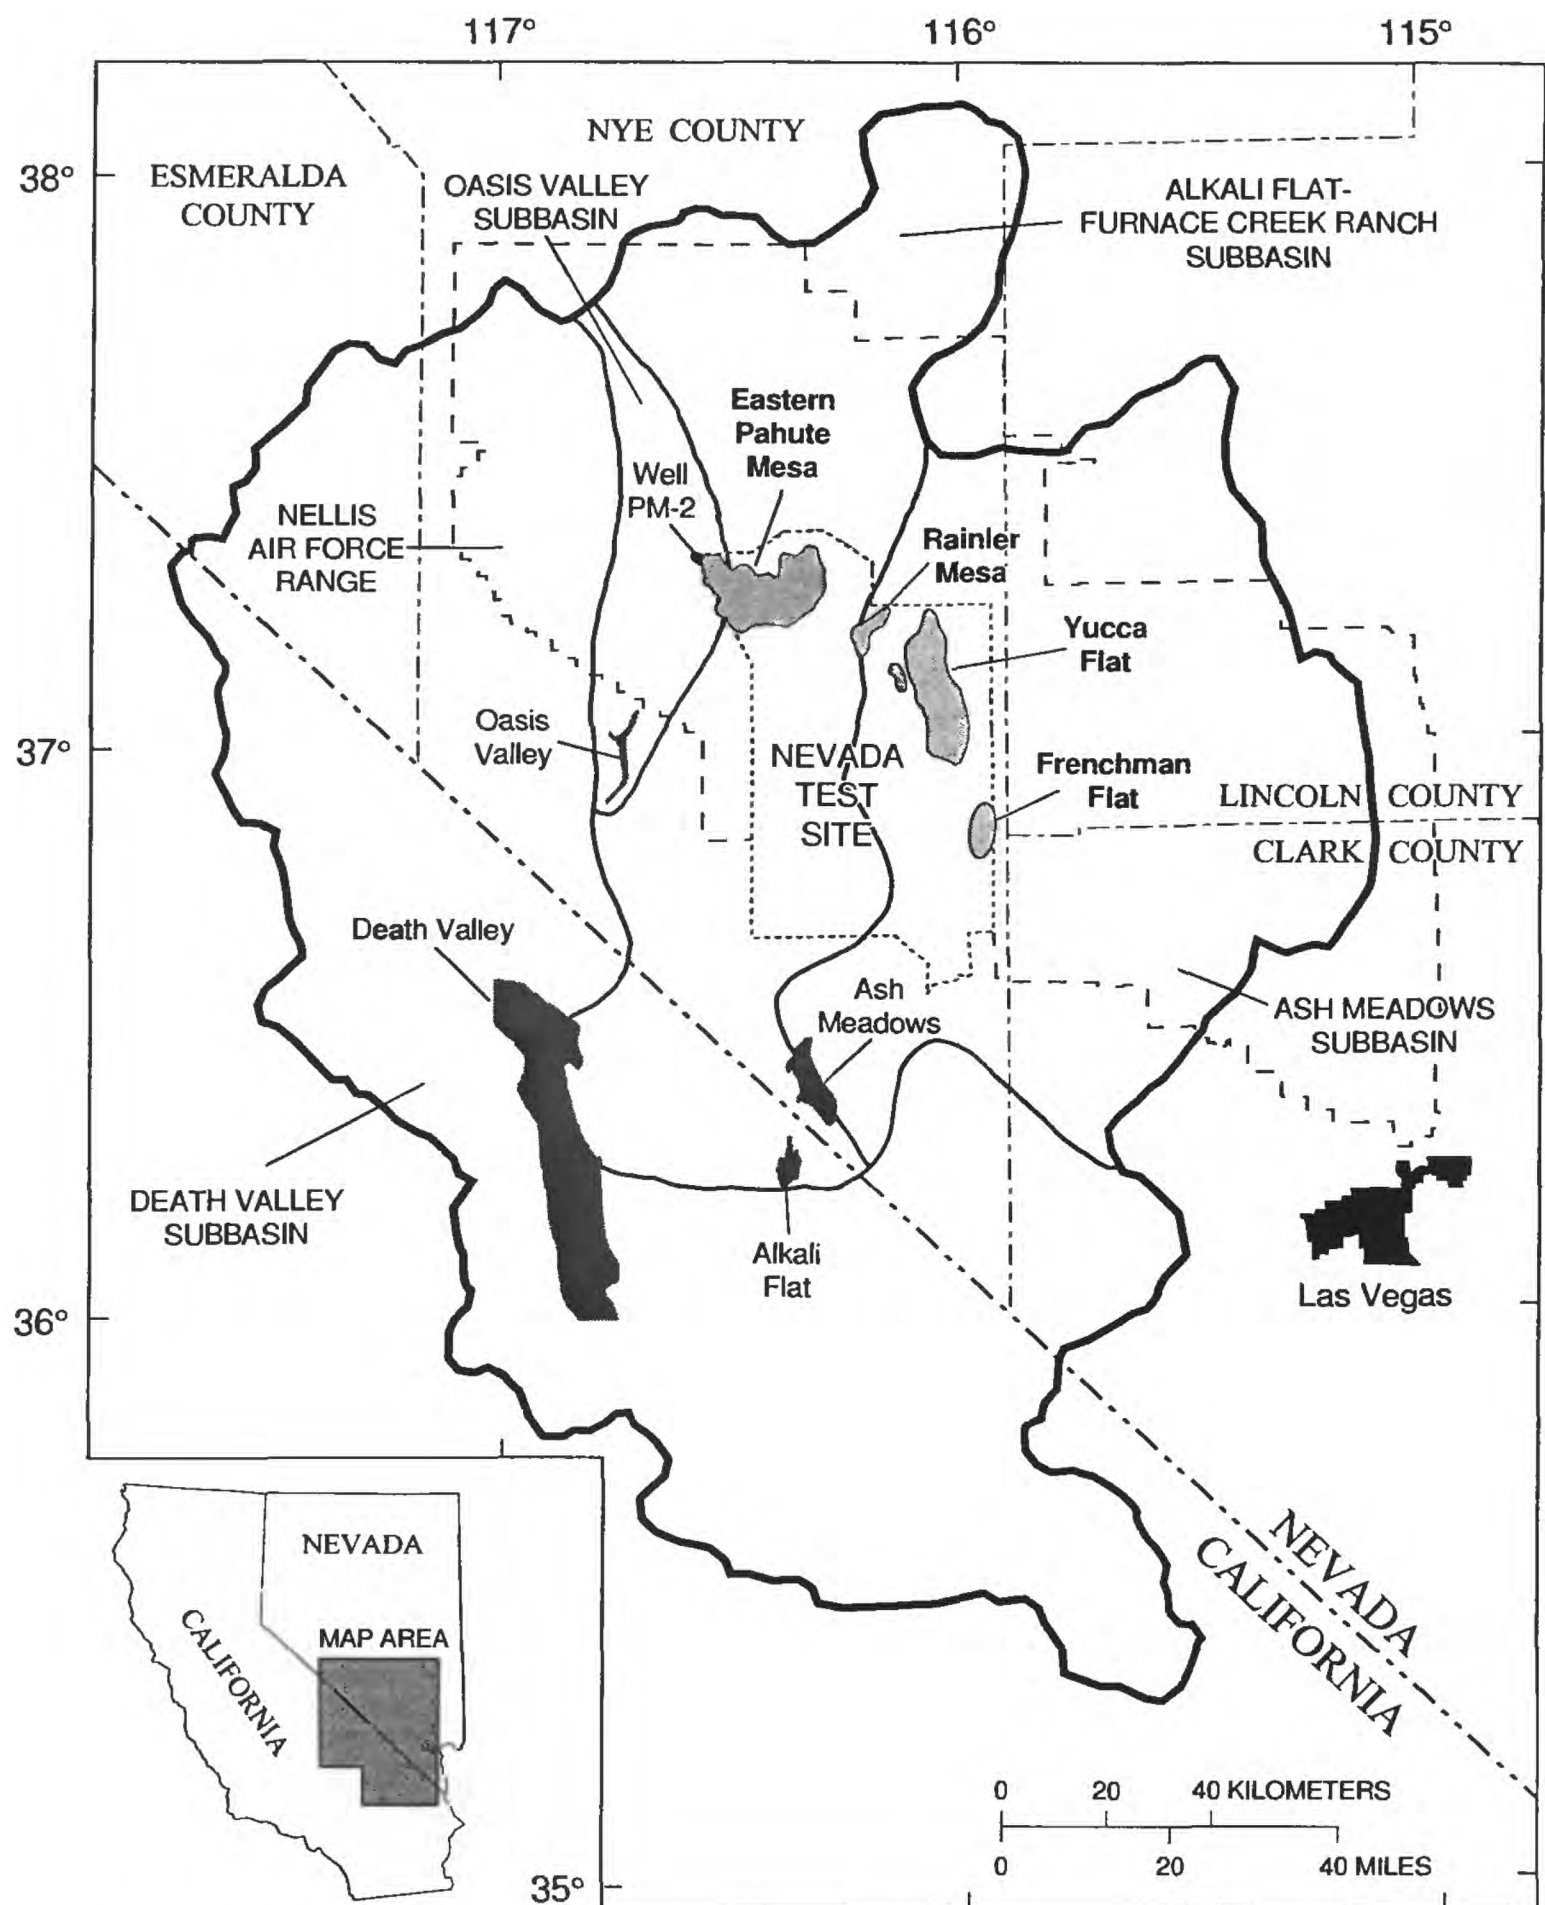 117°
116°
115°
38°
37°
36°
35°
NYE COUNTY
ESMERALDA
COUNTY
OASIS VALLEY
SUBBASIN
ALKALI FLAT-
FURNACE CREEK RANCH
SUBBASIN
Eastern
Pahute
Mesa
Well
PM-2
NELLIS
AIR FORCE
RANGE
Rainler
Mesa
Yucca
Flat
Oasis
Valley
NEVADA
TEST
SITE
Frenchman
Flat
LINCOLN COUNTY
CLARK COUNTY
Death Valley
Ash
Meadows
ASH MEADOWS
SUBBASIN
DEATH VALLEY
SUBBASIN
Alkali
Flat
Las Vegas
NEVADA
CALIFORNIA
NEVADA
CALIFORNIA
MAP AREA
0 20 40 KILOMETERS
0 20 40 MILES